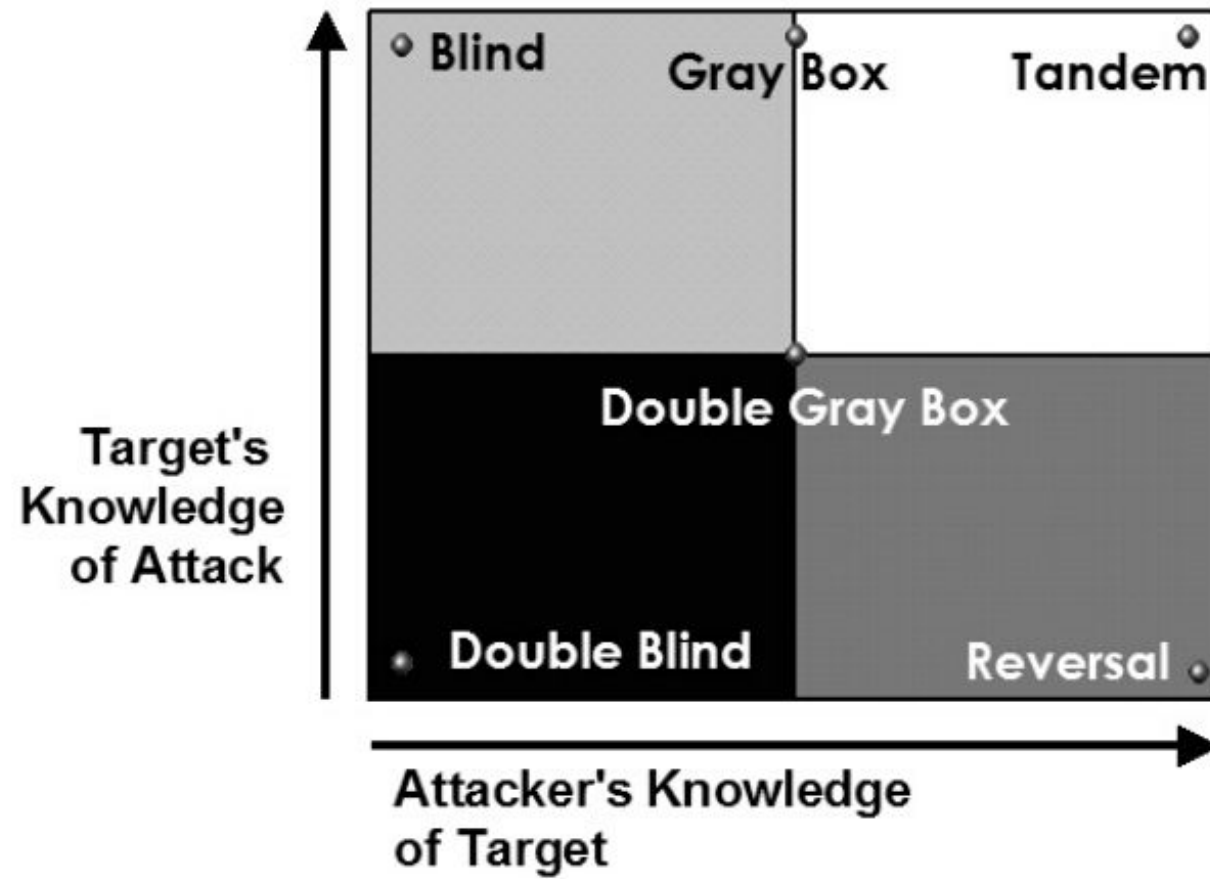 Blind
Gray Box
Tandem
Double Gray Box
Target's
Knowledge
of Attack
Double Blind
Reversal
Attacker's Knowledge
of Target